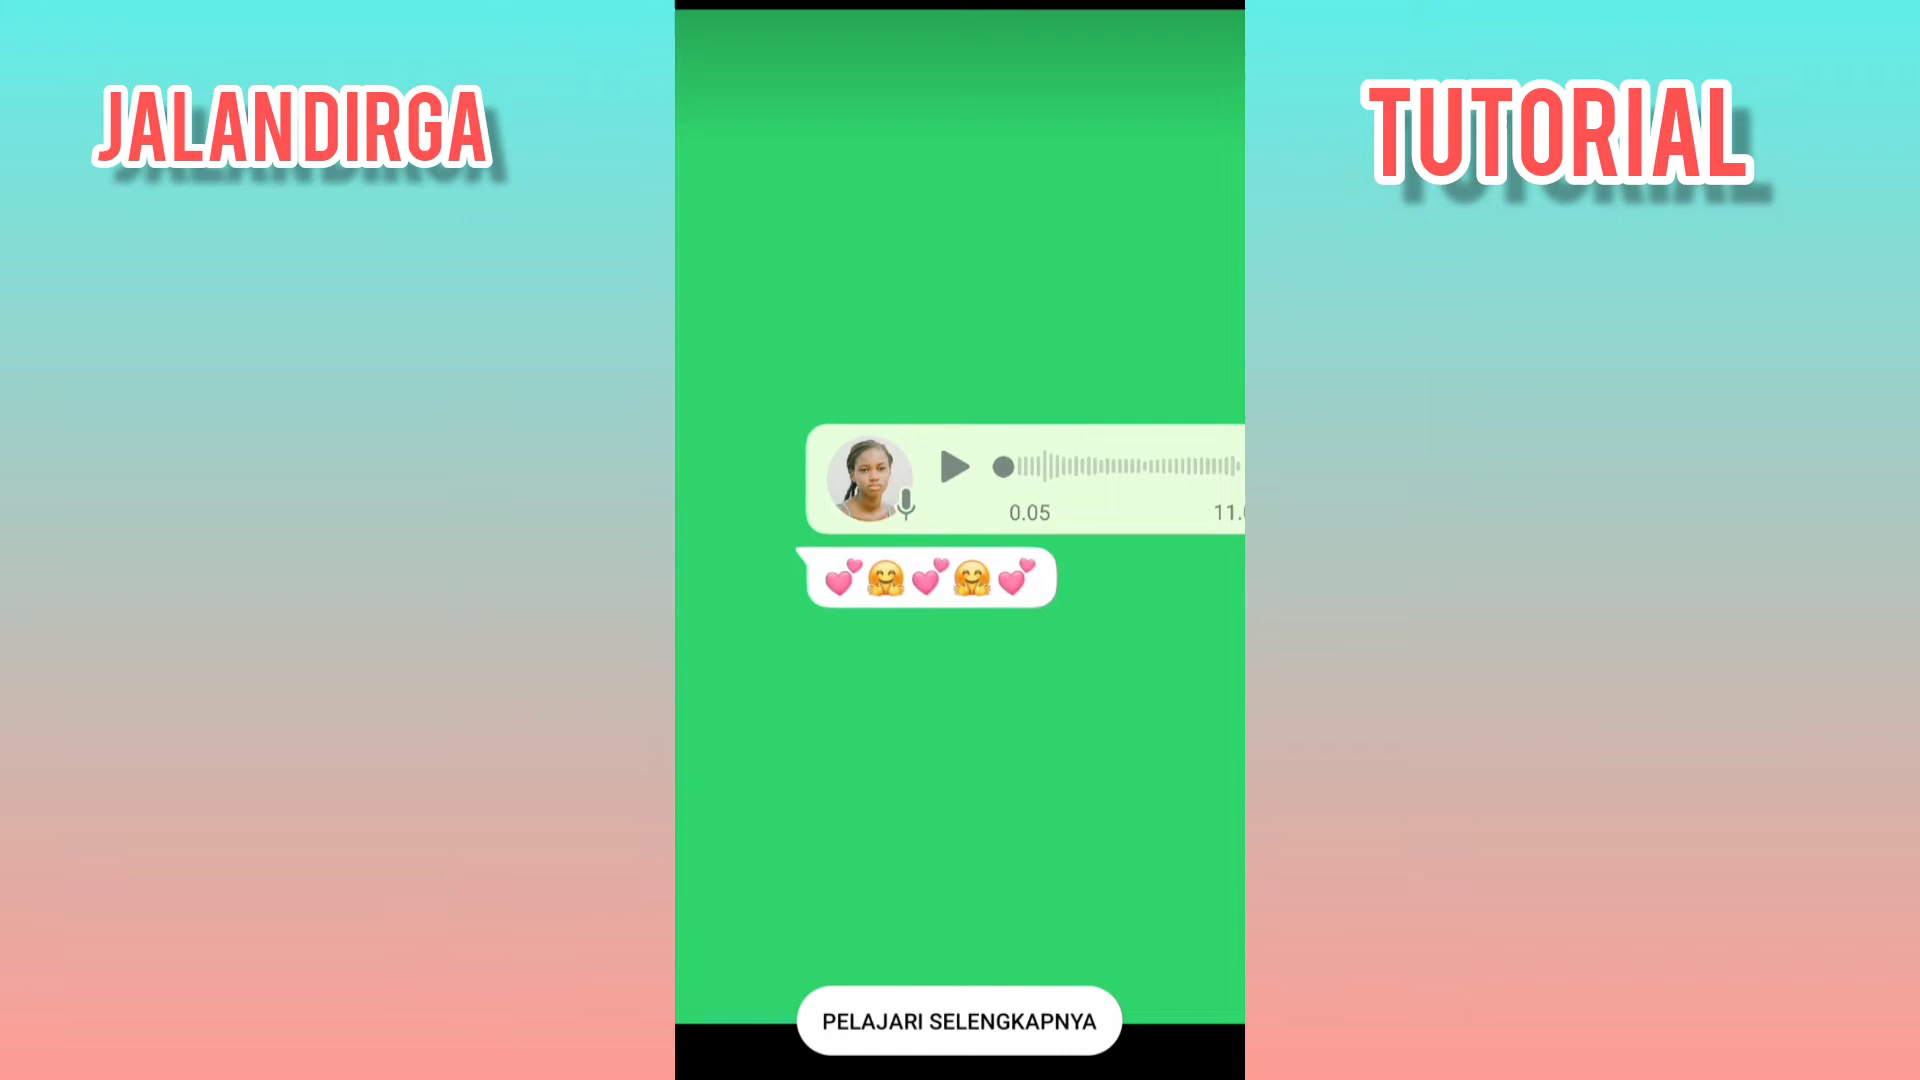 JALANDIRGA
TUTORIAL
0.05
💕🤗💕🤗💕
PELAJARI SELENGKAPNYA